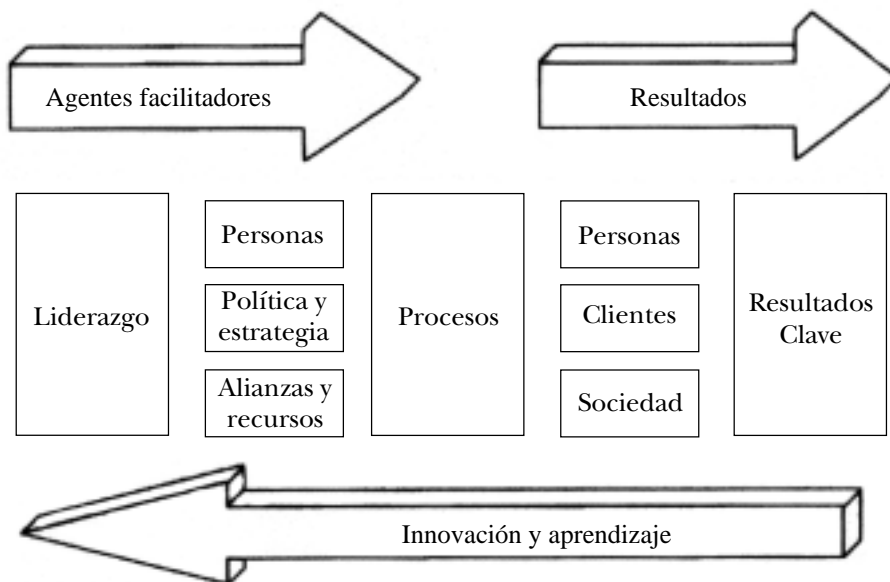 Agentes facilitadores
Resultados
Liderazgo
Personas
Política y
estrategia
Alianzas y
recursos
Procesos
Personas
Clientes
Sociedad
Resultados
Clave
Innovación y aprendizaje